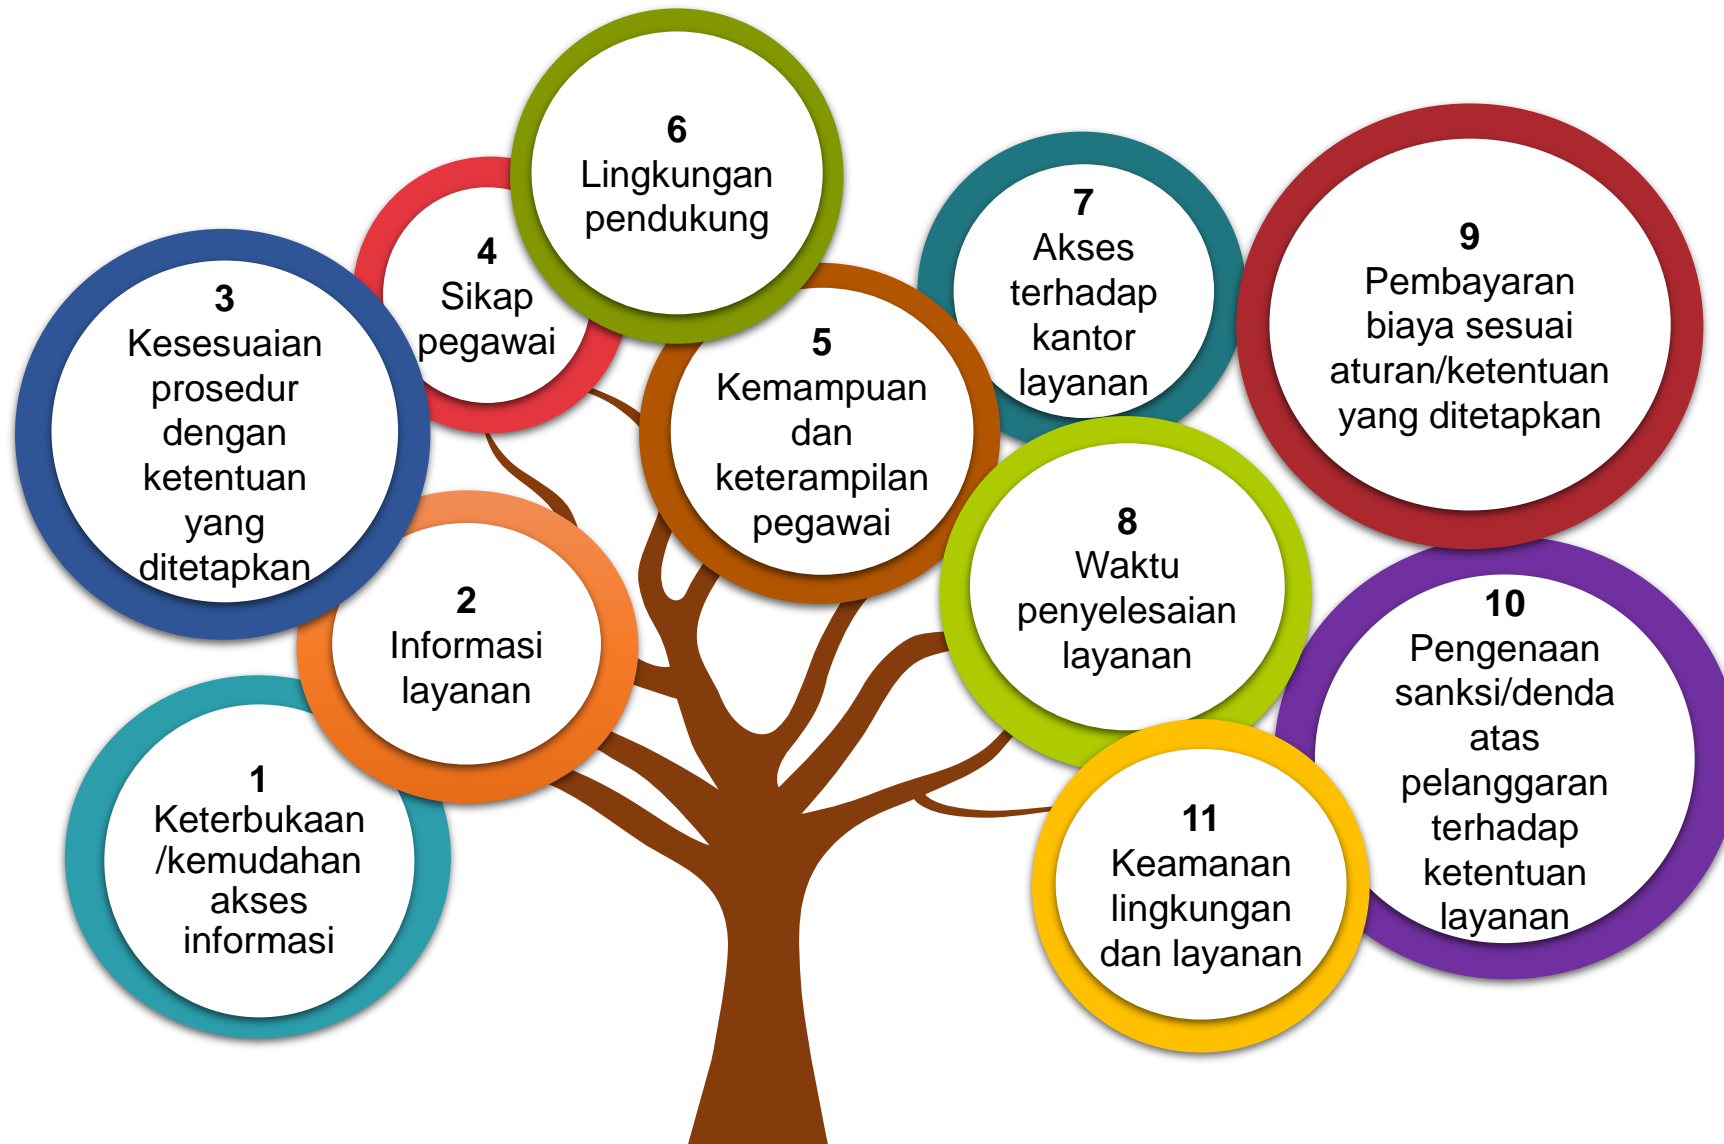 1
Keterbukaan
/kemudahan
akses
informasi
2
Informasi
layanan
3
Kesesuaian
prosedur
dengan
ketentuan
yang
ditetapkan
4
Sikap
pegawai
5
Kemampuan
dan
keterampilan
pegawai
6
Lingkungan
pendukung
7
Akses
terhadap
kantor
layanan
8
Waktu
penyelesaian
layanan
9
Pembayaran
biaya sesuai
aturan/ketentuan
yang ditetapkan
10
Pengenaan
sanksi/denda
atas
pelanggaran
terhadap
ketentuan
layanan
11
Keamanan
lingkungan
dan layanan